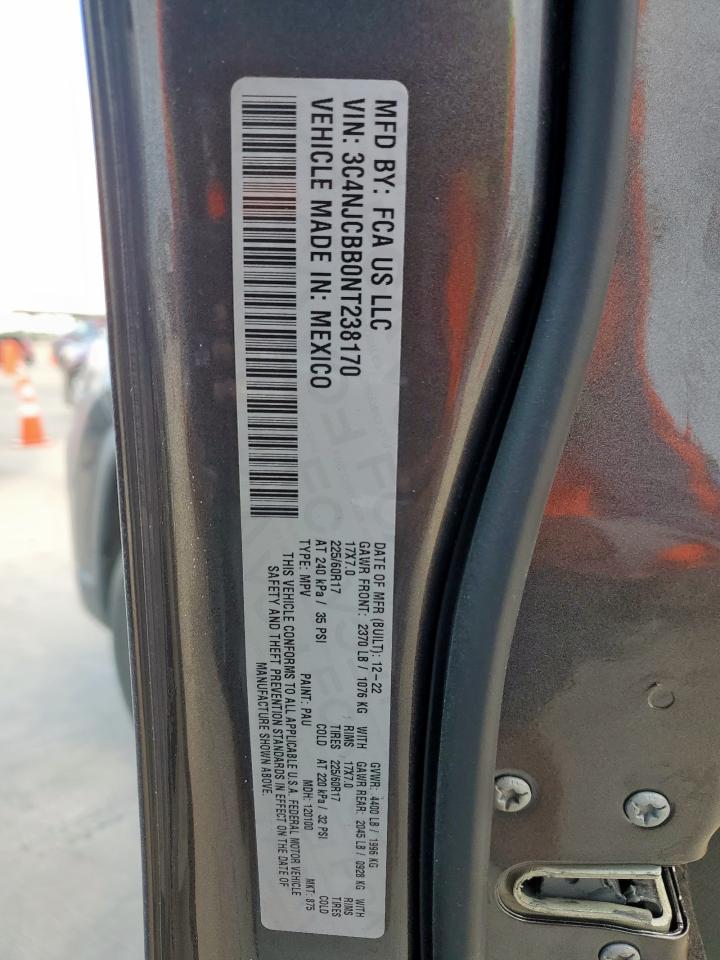 MFD BY: FCA US LLC
VIN: 3C4NJCBB0NT238170
VEHICLE MADE IN: MEXICO
DATE OF MFR (BUILT): 12-22 GVWR: 4400 LB / 1996 KG
GAWR FRONT: 2370 LB / 1076 KG WITH GAWR REAR: 2045 LB / 0928 KG WITH
17X7.0 RIMS 17X7.0 RIMS
225/60R17 TIRES 225/60R17 TIRES
AT 240 kPa / 35 PSI COLD AT 220 kPa / 32 PSI COLD
TYPE: MPV PAINT: PAU MDH: 120100 MKT: 875
THIS VEHICLE CONFORMS TO ALL APPLICABLE U.S.A. FEDERAL MOTOR VEHICLE
SAFETY AND THEFT PREVENTION STANDARDS IN EFFECT ON THE DATE OF
MANUFACTURE SHOWN ABOVE.